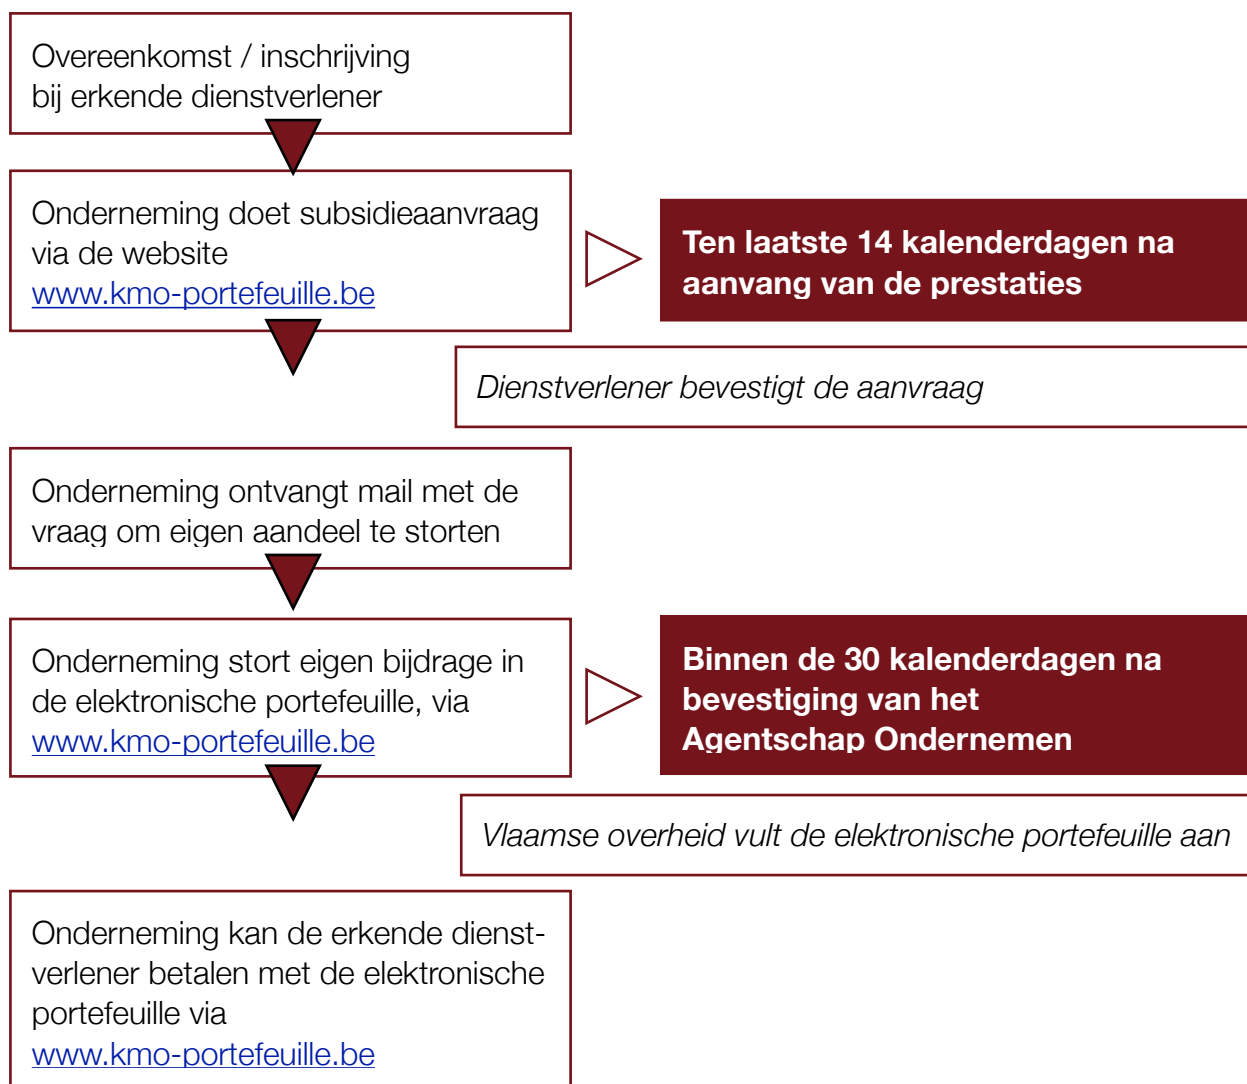 Overeenkomst / inschrijving
bij erkende dienstverlener
Onderneming doet subsidieaanvraag
via de website
www.kmo-portefeuille.be
Ten laatste 14 kalenderdagen na
aanvang van de prestaties
Dienstverlener bevestigt de aanvraag
Onderneming ontvangt mail met de
vraag om eigen aandeel te storten
Onderneming stort eigen bijdrage in
de elektronische portefeuille, via
www.kmo-portefeuille.be
Binnen de 30 kalenderdagen na
bevestiging van het
Agentschap Ondernemen
Vlaamse overheid vult de elektronische portefeuille aan
Onderneming kan de erkende dienst-
verlener betalen met de elektronische
portefeuille via
www.kmo-portefeuille.be